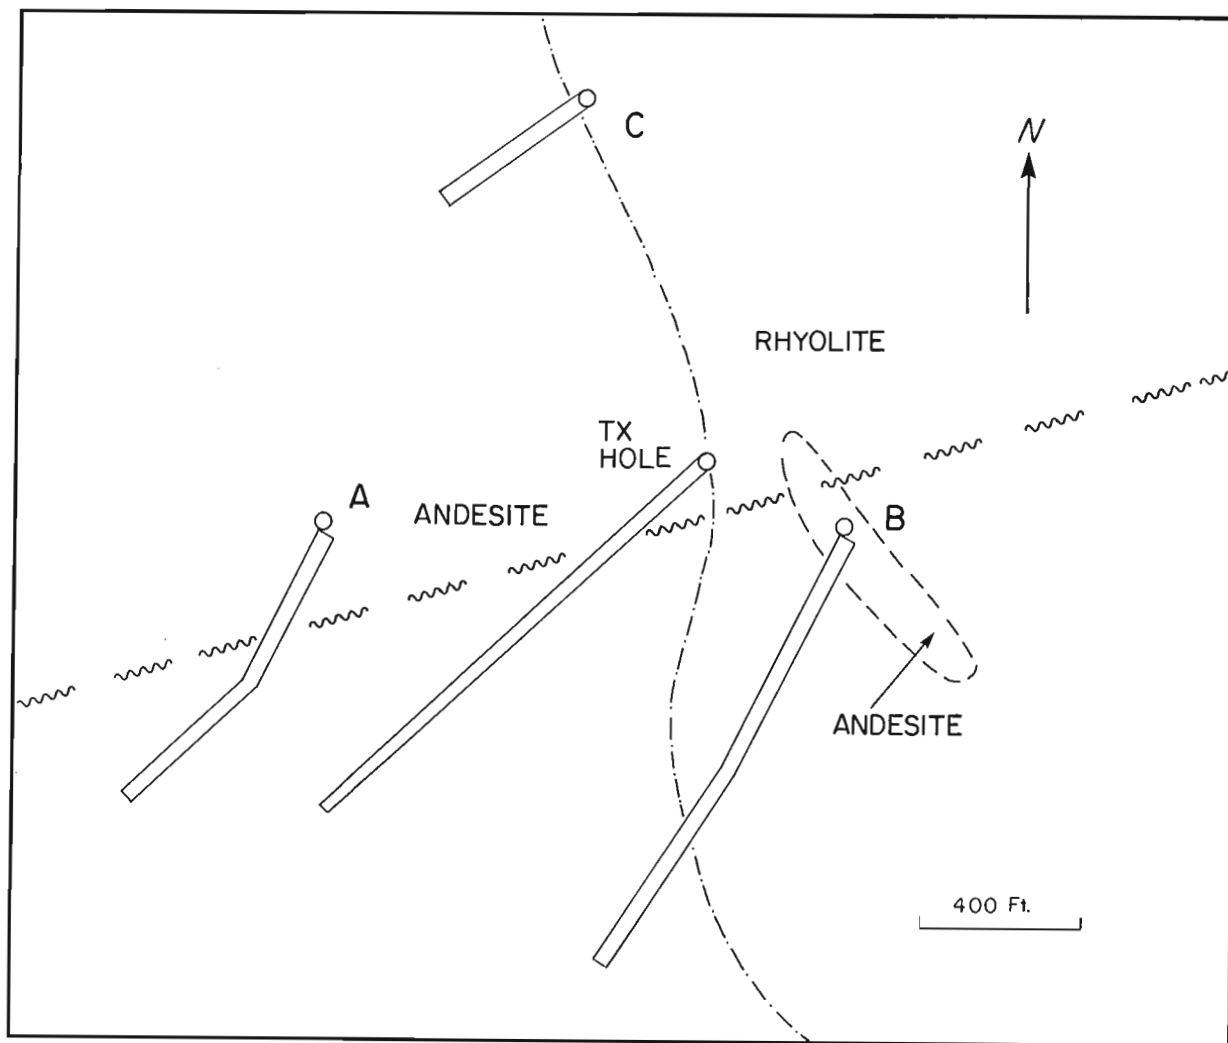 C
N
RHYOLITE
TX
HOLE
A
ANDESITE
B
ANDESITE
400 Ft.